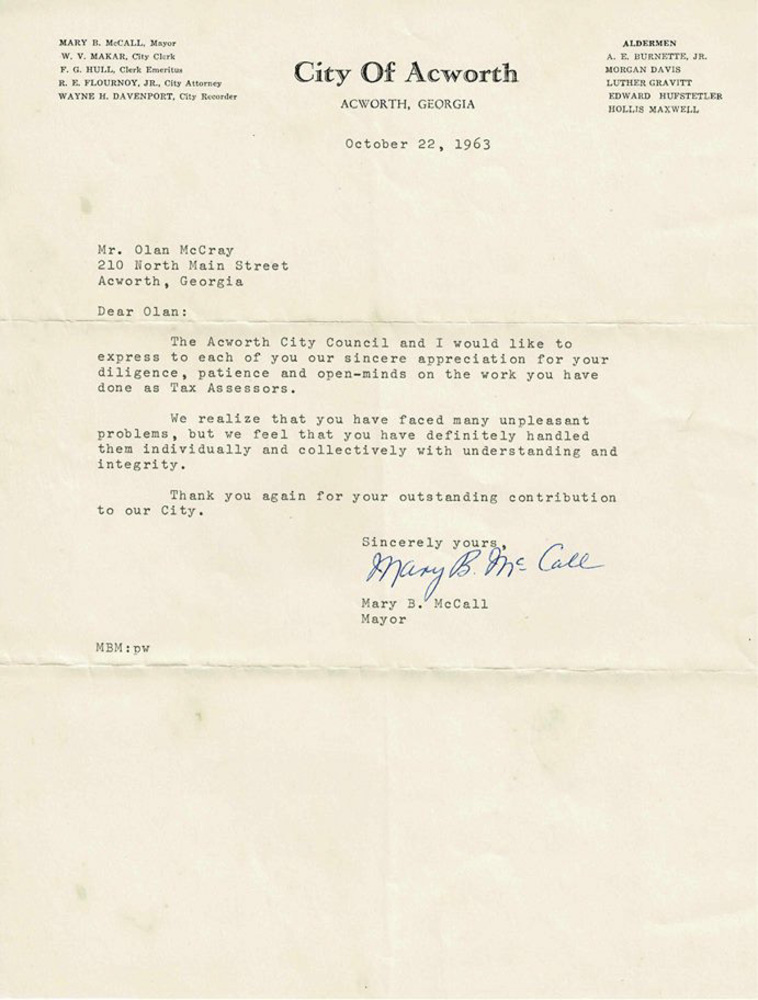 MARY B. McCALL, Mayor
W. V. MAKAR, City Clerk
F. G. HULL, Clerk Emeritus
R. E. FLOURNOY, JR., City Attorney
WAYNE H. DAVENPORT, City Recorder
City Of Acworth
ACWORTH, GEORGIA
ALDERMEN
A. E. BURNETTE, JR.
MORGAN DAVIS
LUTHER GRAVITT
EDWARD HUFSTETLER
HOLLIS MAXWELL
October 22, 1963
Mr. Olan McCray
210 North Main Street
Acworth, Georgia
Dear Olan:
The Acworth City Council and I would like to
express to each of you our sincere appreciation for your
diligence, patience and open-minds on the work you have
done as Tax Assessors.
We realize that you have faced many unpleasant
problems, but we feel that you have definitely handled
them individually and collectively with understanding and
integrity.
Thank you again for your outstanding contribution
to our City.
Sincerely yours,
Mary B. McCall
Mary B. McCall
Mayor
MBM:pw